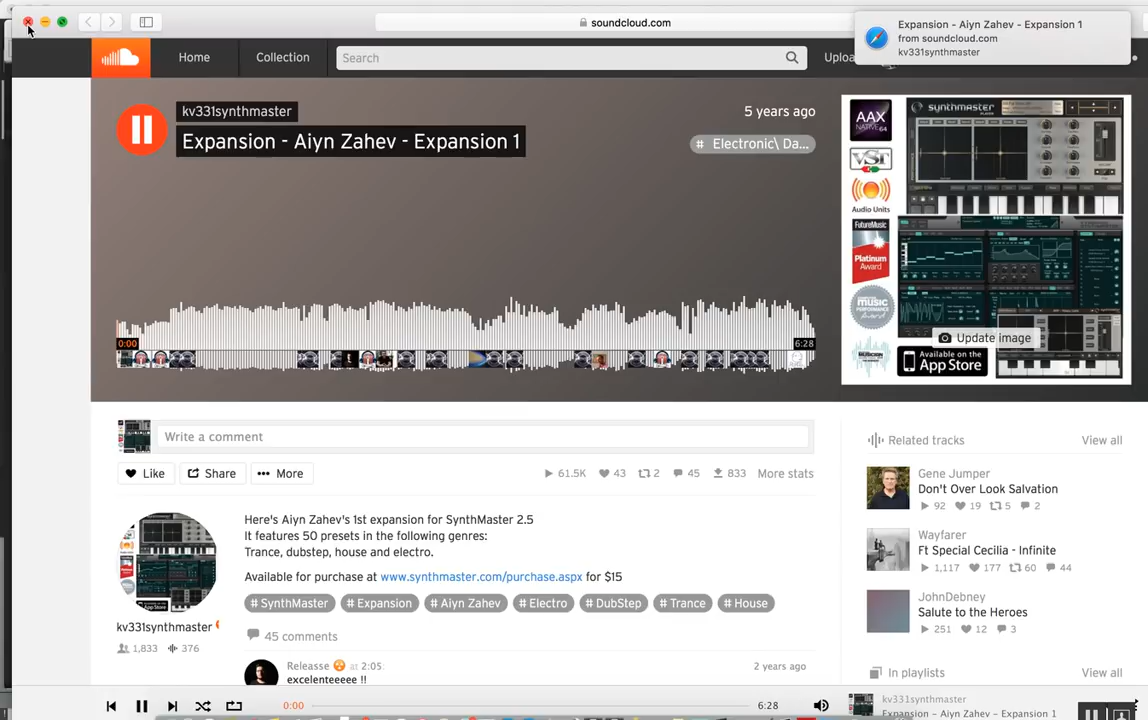 soundcloud.com
Expansion - Aiyn Zahev - Expansion 1
from soundcloud.com
kv331synthmaster
Home
Collection
Search
kv331synthmaster
5 years ago
Expansion - Aiyn Zahev - Expansion 1
# Electronic\ Da...
AAX
NATIVE64
VST
Audio Units
FutureMusic
Platinum
Award
synthmaster
Update image
Available on the
App Store
0:00
6:28
Write a comment
Like
Share
More
61.5K
43
2
45
833
More stats
Related tracks
View all
Gene Jumper
Don't Over Look Salvation
92
19
5
2
Wayfarer
Ft Special Cecilia - Infinite
1,117
177
60
44
JohnDebney
Salute to the Heroes
251
12
3
Here's Aiyn Zahev's 1st expansion for SynthMaster 2.5
It features 50 presets in the following genres:
Trance, dubstep, house and electro.
Available for purchase at www.synthmaster.com/purchase.aspx for $15
# SynthMaster
# Expansion
# Aiyn Zahev
# Electro
# DubStep
# Trance
# House
kv331synthmaster
1,833
376
45 comments
Releasse at 2:05:
2 years ago
excelenteeeee !!
In playlists
View all
0:00
6:28
kv331synthmaster
Expansion - Aiyn Zahev - Expansion 1